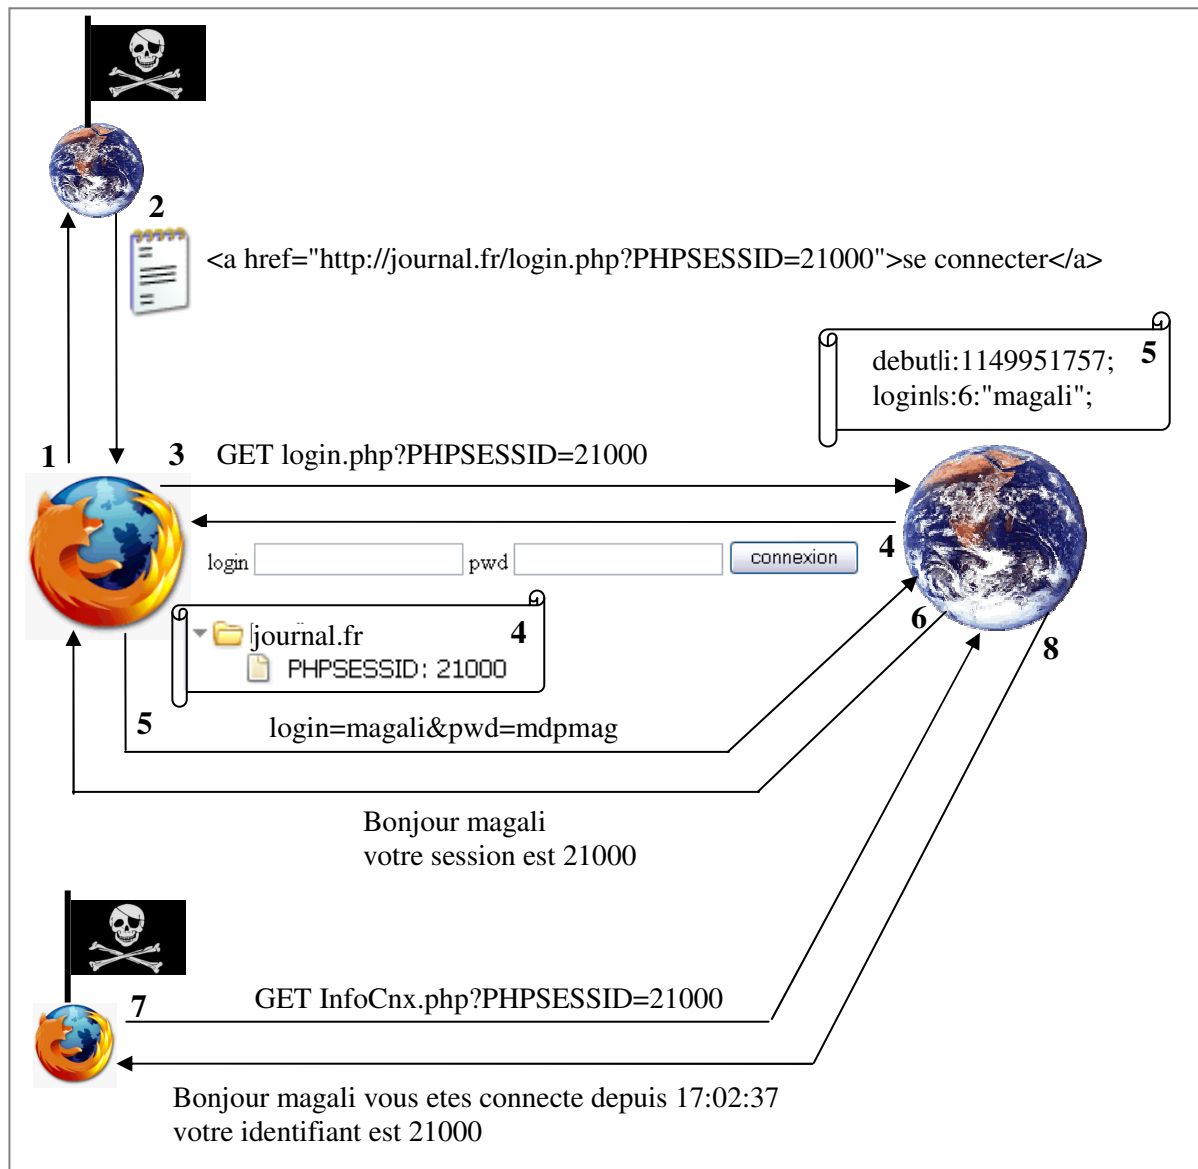 2
<a href="http://journal.fr/login.php?PHPSESSID=21000">se connecter</a>
debut|i:1149951757;
5
login|s:6:"magali";
1
3
GET login.php?PHPSESSID=21000
login
pwd
connexion
4
journal.fr
4
PHPSESSID: 21000
6
8
5
login=magali&pwd=mdpmag
Bonjour magali
votre session est 21000
7
GET InfoCnx.php?PHPSESSID=21000
Bonjour magali vous etes connecte depuis 17:02:37
votre identifiant est 21000